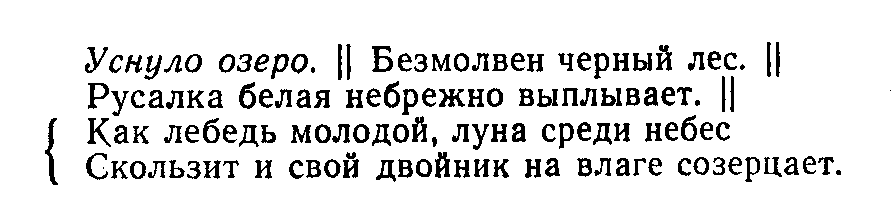 Уснуло озеро. || Безмолвен черный лес. ||
Русалка белая небрежно выплывает. ||
Как лебедь молодой, луна среди небес
Скользит и свой двойник на влаге созерцает.